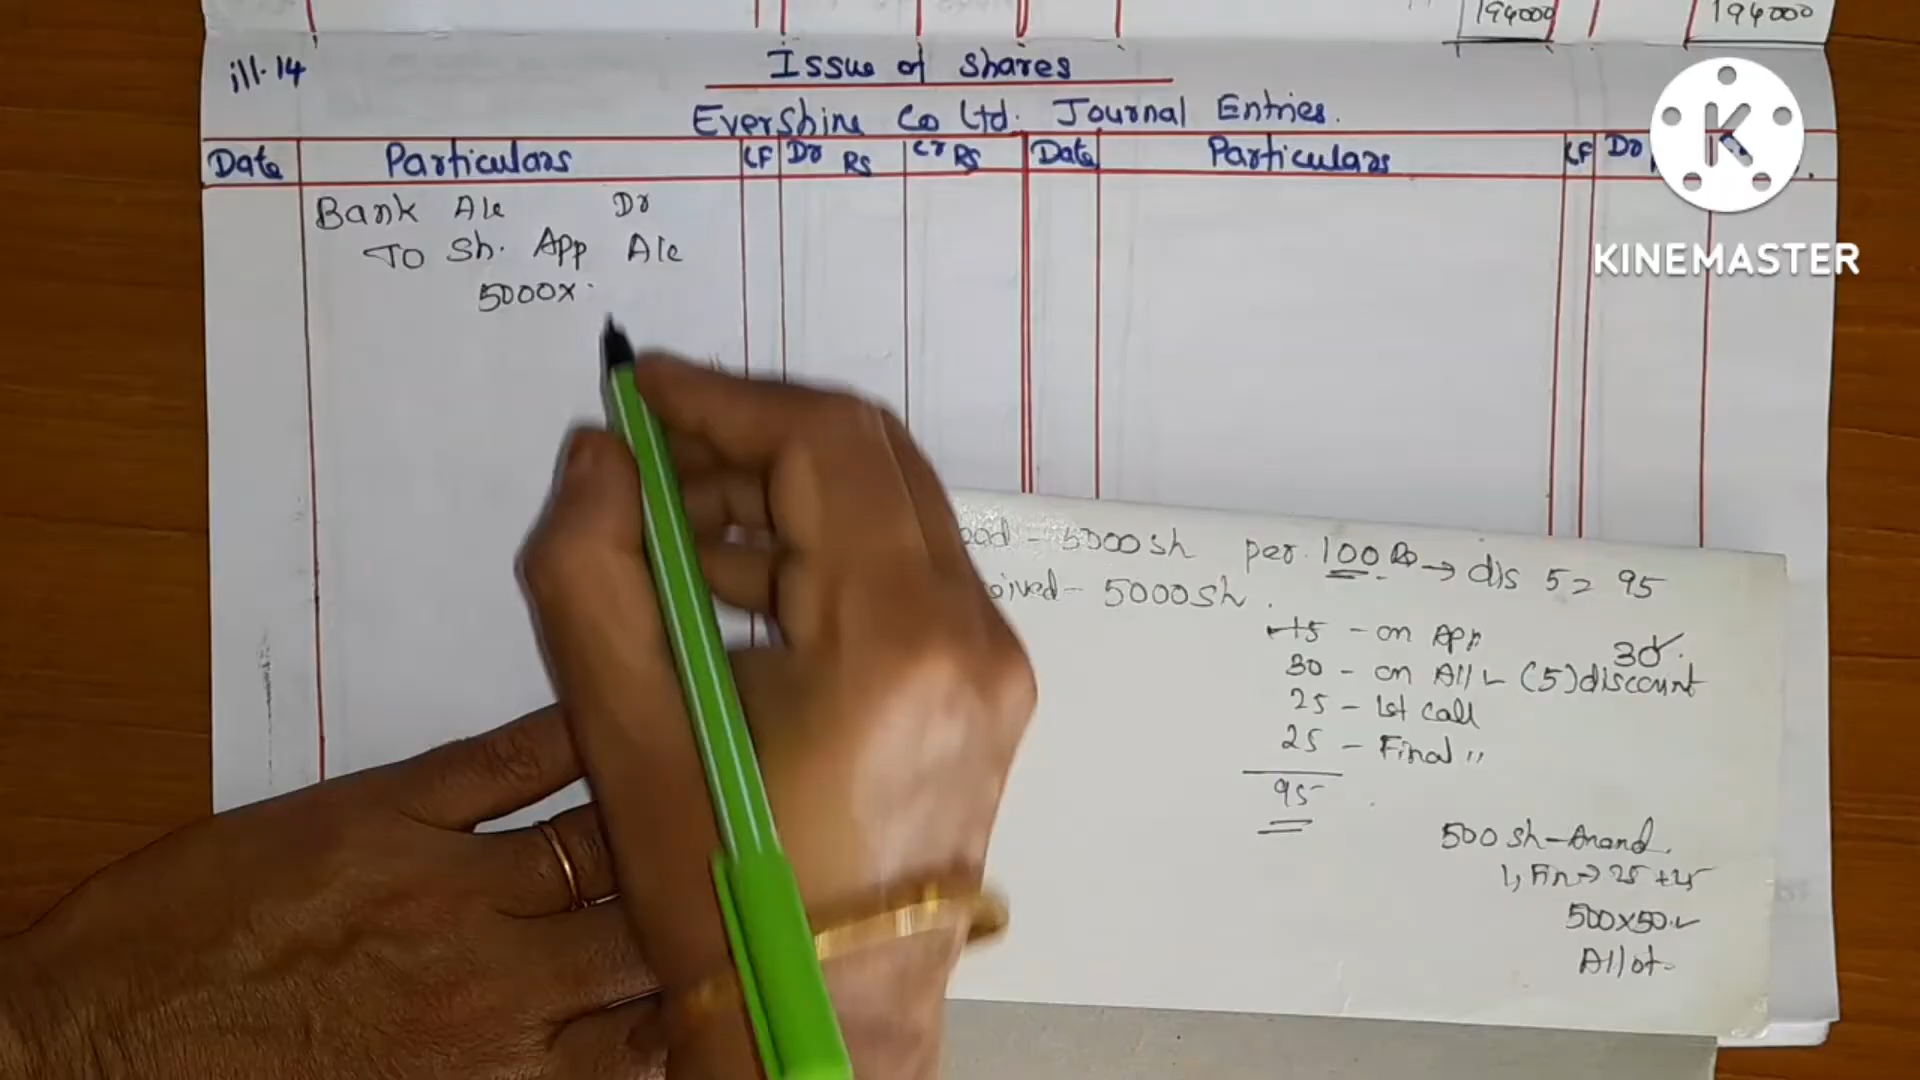 194000 194000
ill.14
Issue of shares
Evershine Co Ltd. Journal Entries.
Date Particulars LF Dr Rs Cr Rs Date Particulars LF Dr
Bank A/c Dr
To Sh. App A/c
5000x
KINEMASTER
5000 sh per 100 Rs → dis 5 = 95
5000 sh.
15 - on App
30
30 - on All (5) discount
25 - 1st call
25 - Final "
95
500 sh - Anand.
1, Fin → 25 + 25
500x50
Allot